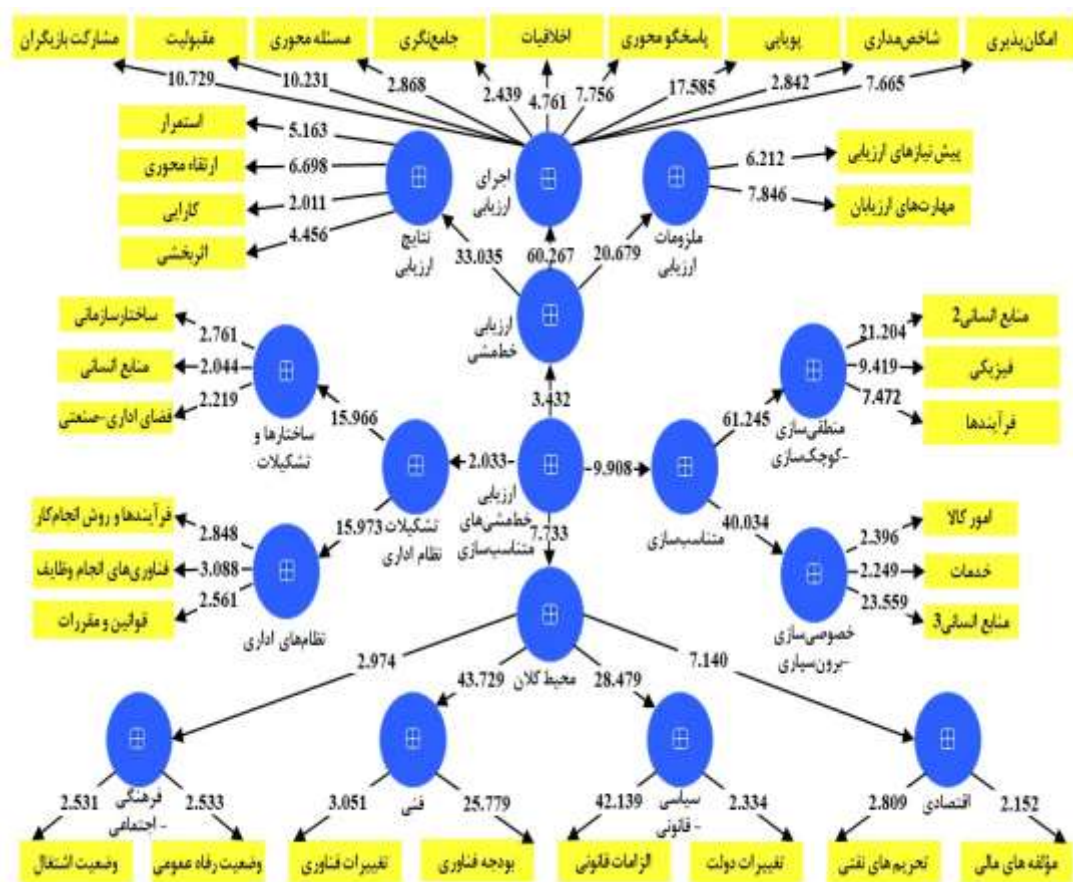 امکان‌پذیری
شاخص‌مداری
پویایی
پاسخگو محوری
اخلاقیات
جامع‌نگری
مسئله محوری
مقبولیت
مشارکت بازیگران
7.665
2.842
17.585
7.756
4.761
2.439
2.868
10.231
10.729
پیش‌نیازهای ارزیابی
6.212
مهارت‌های ارزیابان
7.846
ملزومات
ارزیابی
اجرای
ارزیابی
نتایج
ارزیابی
استمرار
5.163
ارتقاء محوری
6.698
کارایی
2.011
اثربخشی
4.456
20.679
60.267
33.035
ارزیابی
خط‌مشی
3.432
منابع انسانی2
21.204
فیزیکی
9.419
فرآیندها
7.472
منطقی‌سازی
-کوچک‌سازی
61.245
متناسب‌سازی
9.908
40.034
امور کالا
2.396
خدمات
2.249
منابع انسانی3
23.559
خصوصی‌سازی
-برون‌سپاری
ارزیابی
خط‌مشی‌های
متناسب‌سازی
7.733
2.033
تشکیلات
نظام اداری
15.966
15.973
ساختارها و
تشکیلات
ساختارسازمانی
2.761
منابع انسانی
2.044
فضای اداری-صنعتی
2.219
نظام‌های اداری
فرآیندها و روش انجام‌کار
2.848
فناوری‌های انجام وظایف
3.088
قوانین و مقررات
2.561
محیط کلان
7.140
28.479
43.729
2.974
اقتصادی
سیاسی
- قانونی
فنی
فرهنگی
- اجتماعی
2.152
2.809
2.334
42.139
25.779
3.051
2.533
2.531
مؤلفه های مالی
تحریم های نفتی
تغییرات دولت
الزامات قانونی
بودجه فناوری
تغییرات فناوری
وضعیت رفاه عمومی
وضعیت اشتغال